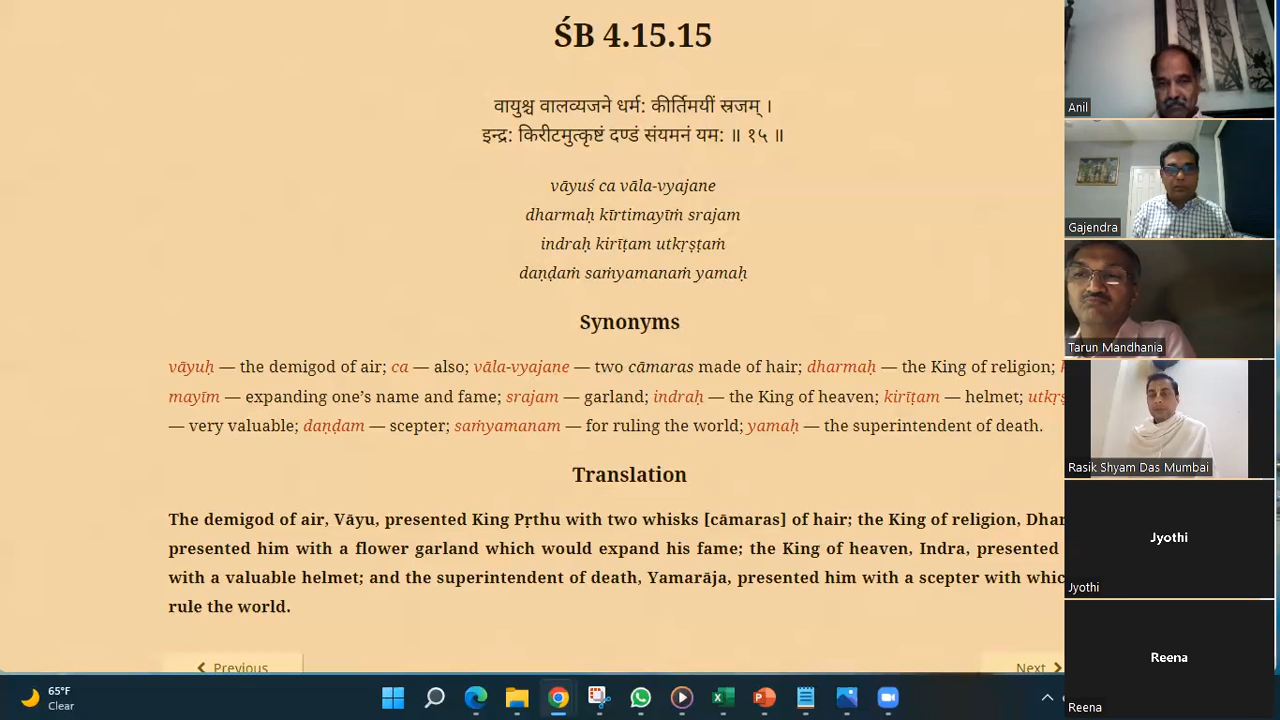 ŚB 4.15.15
वायुश्च वालव्यजने धर्म: कीर्तिमयीं स्रजम् ।
इन्द्र: किरीटमुत्कृष्टं दण्डं संयमनं यम: ॥ १५ ॥
vāyuś ca vāla-vyajane
dharmaḥ kīrtimayīṁ srajam
indraḥ kirīṭam utkṛṣṭaṁ
daṇḍaṁ saṁyamanaṁ yamaḥ
Synonyms
vāyuḥ — the demigod of air; ca — also; vāla-vyajane — two cāmaras made of hair; dharmaḥ — the King of religion;
mayīm — expanding one’s name and fame; srajam — garland; indraḥ — the King of heaven; kirīṭam — helmet;
— very valuable; daṇḍam — scepter; saṁyamanam — for ruling the world; yamaḥ — the superintendent of death.
Translation
The demigod of air, Vāyu, presented King Pṛthu with two whisks [cāmaras] of hair; the King of religion,
presented him with a flower garland which would expand his fame; the King of heaven, Indra, presented
with a valuable helmet; and the superintendent of death, Yamarāja, presented him with a scepter with
rule the world.
Previous
Next
65°F
Clear
Anil
Gajendra
Tarun Mandhania
Rasik Shyam Das Mumbai
Jyothi
Jyothi
Reena
Reena